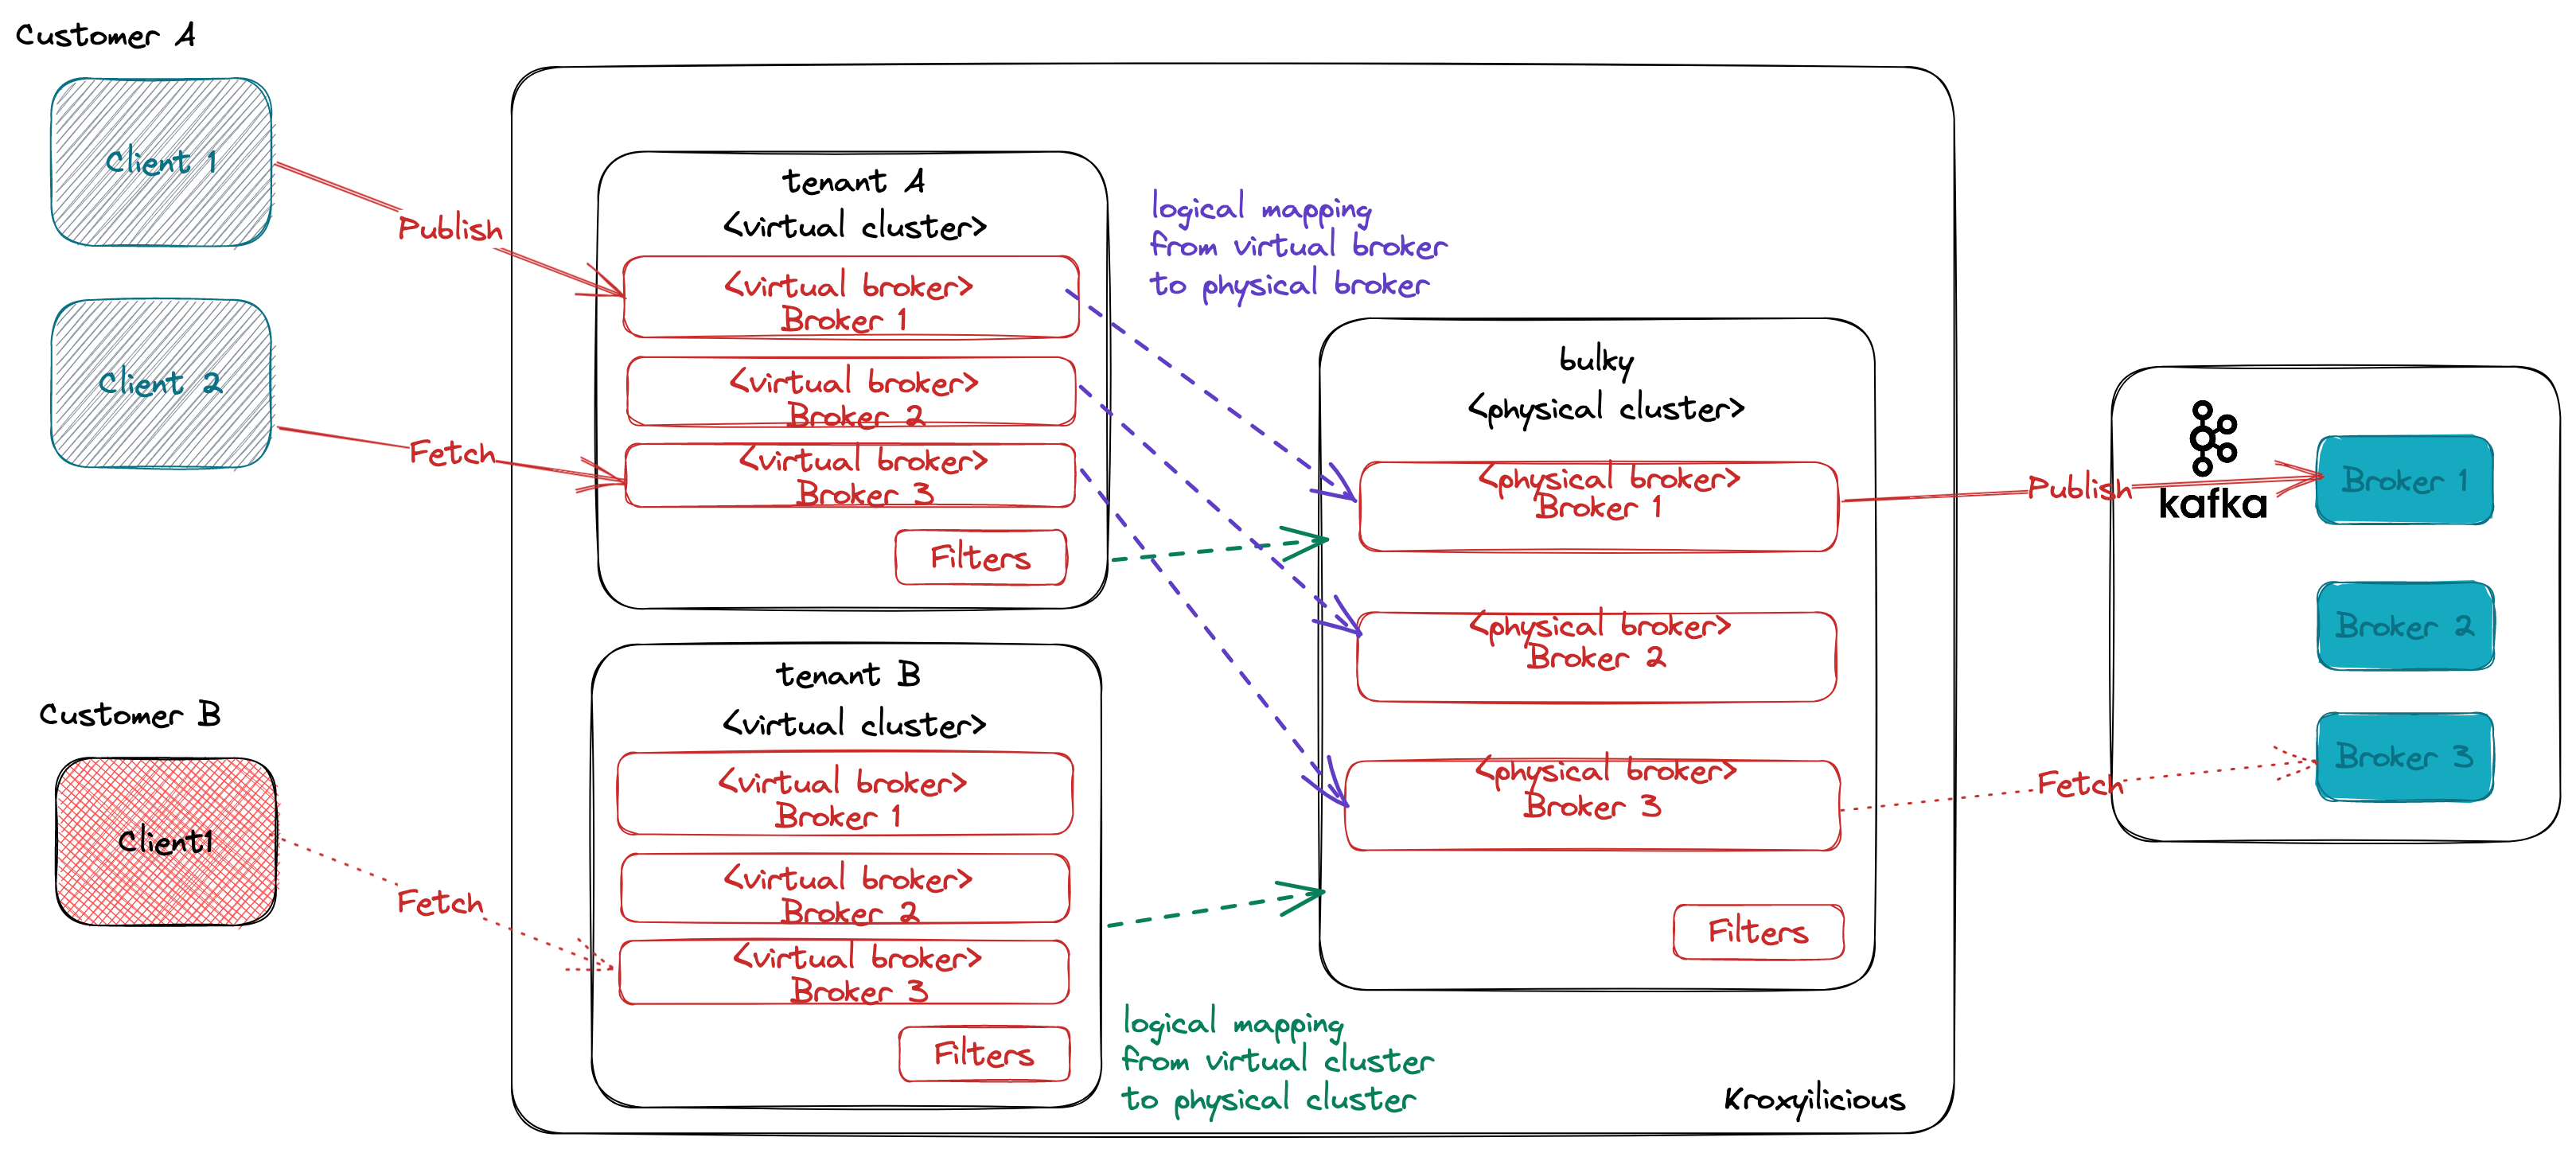 Customer A
Client 1
Publish
Client 2
Fetch
Customer B
Client1
Fetch
tenant A
<virtual cluster>
<virtual broker>
Broker 1
<virtual broker>
Broker 2
<virtual broker>
Broker 3
Filters
tenant B
<virtual cluster>
<virtual broker>
Broker 1
<virtual broker>
Broker 2
<virtual broker>
Broker 3
Filters
logical mapping
from virtual broker
to physical broker
logical mapping
from virtual cluster
to physical cluster
bulky
<physical cluster>
<physical broker>
Broker 1
<physical broker>
Broker 2
<physical broker>
Broker 3
Filters
Kroxyilicious
Publish
Fetch
kafka
Broker 1
Broker 2
Broker 3